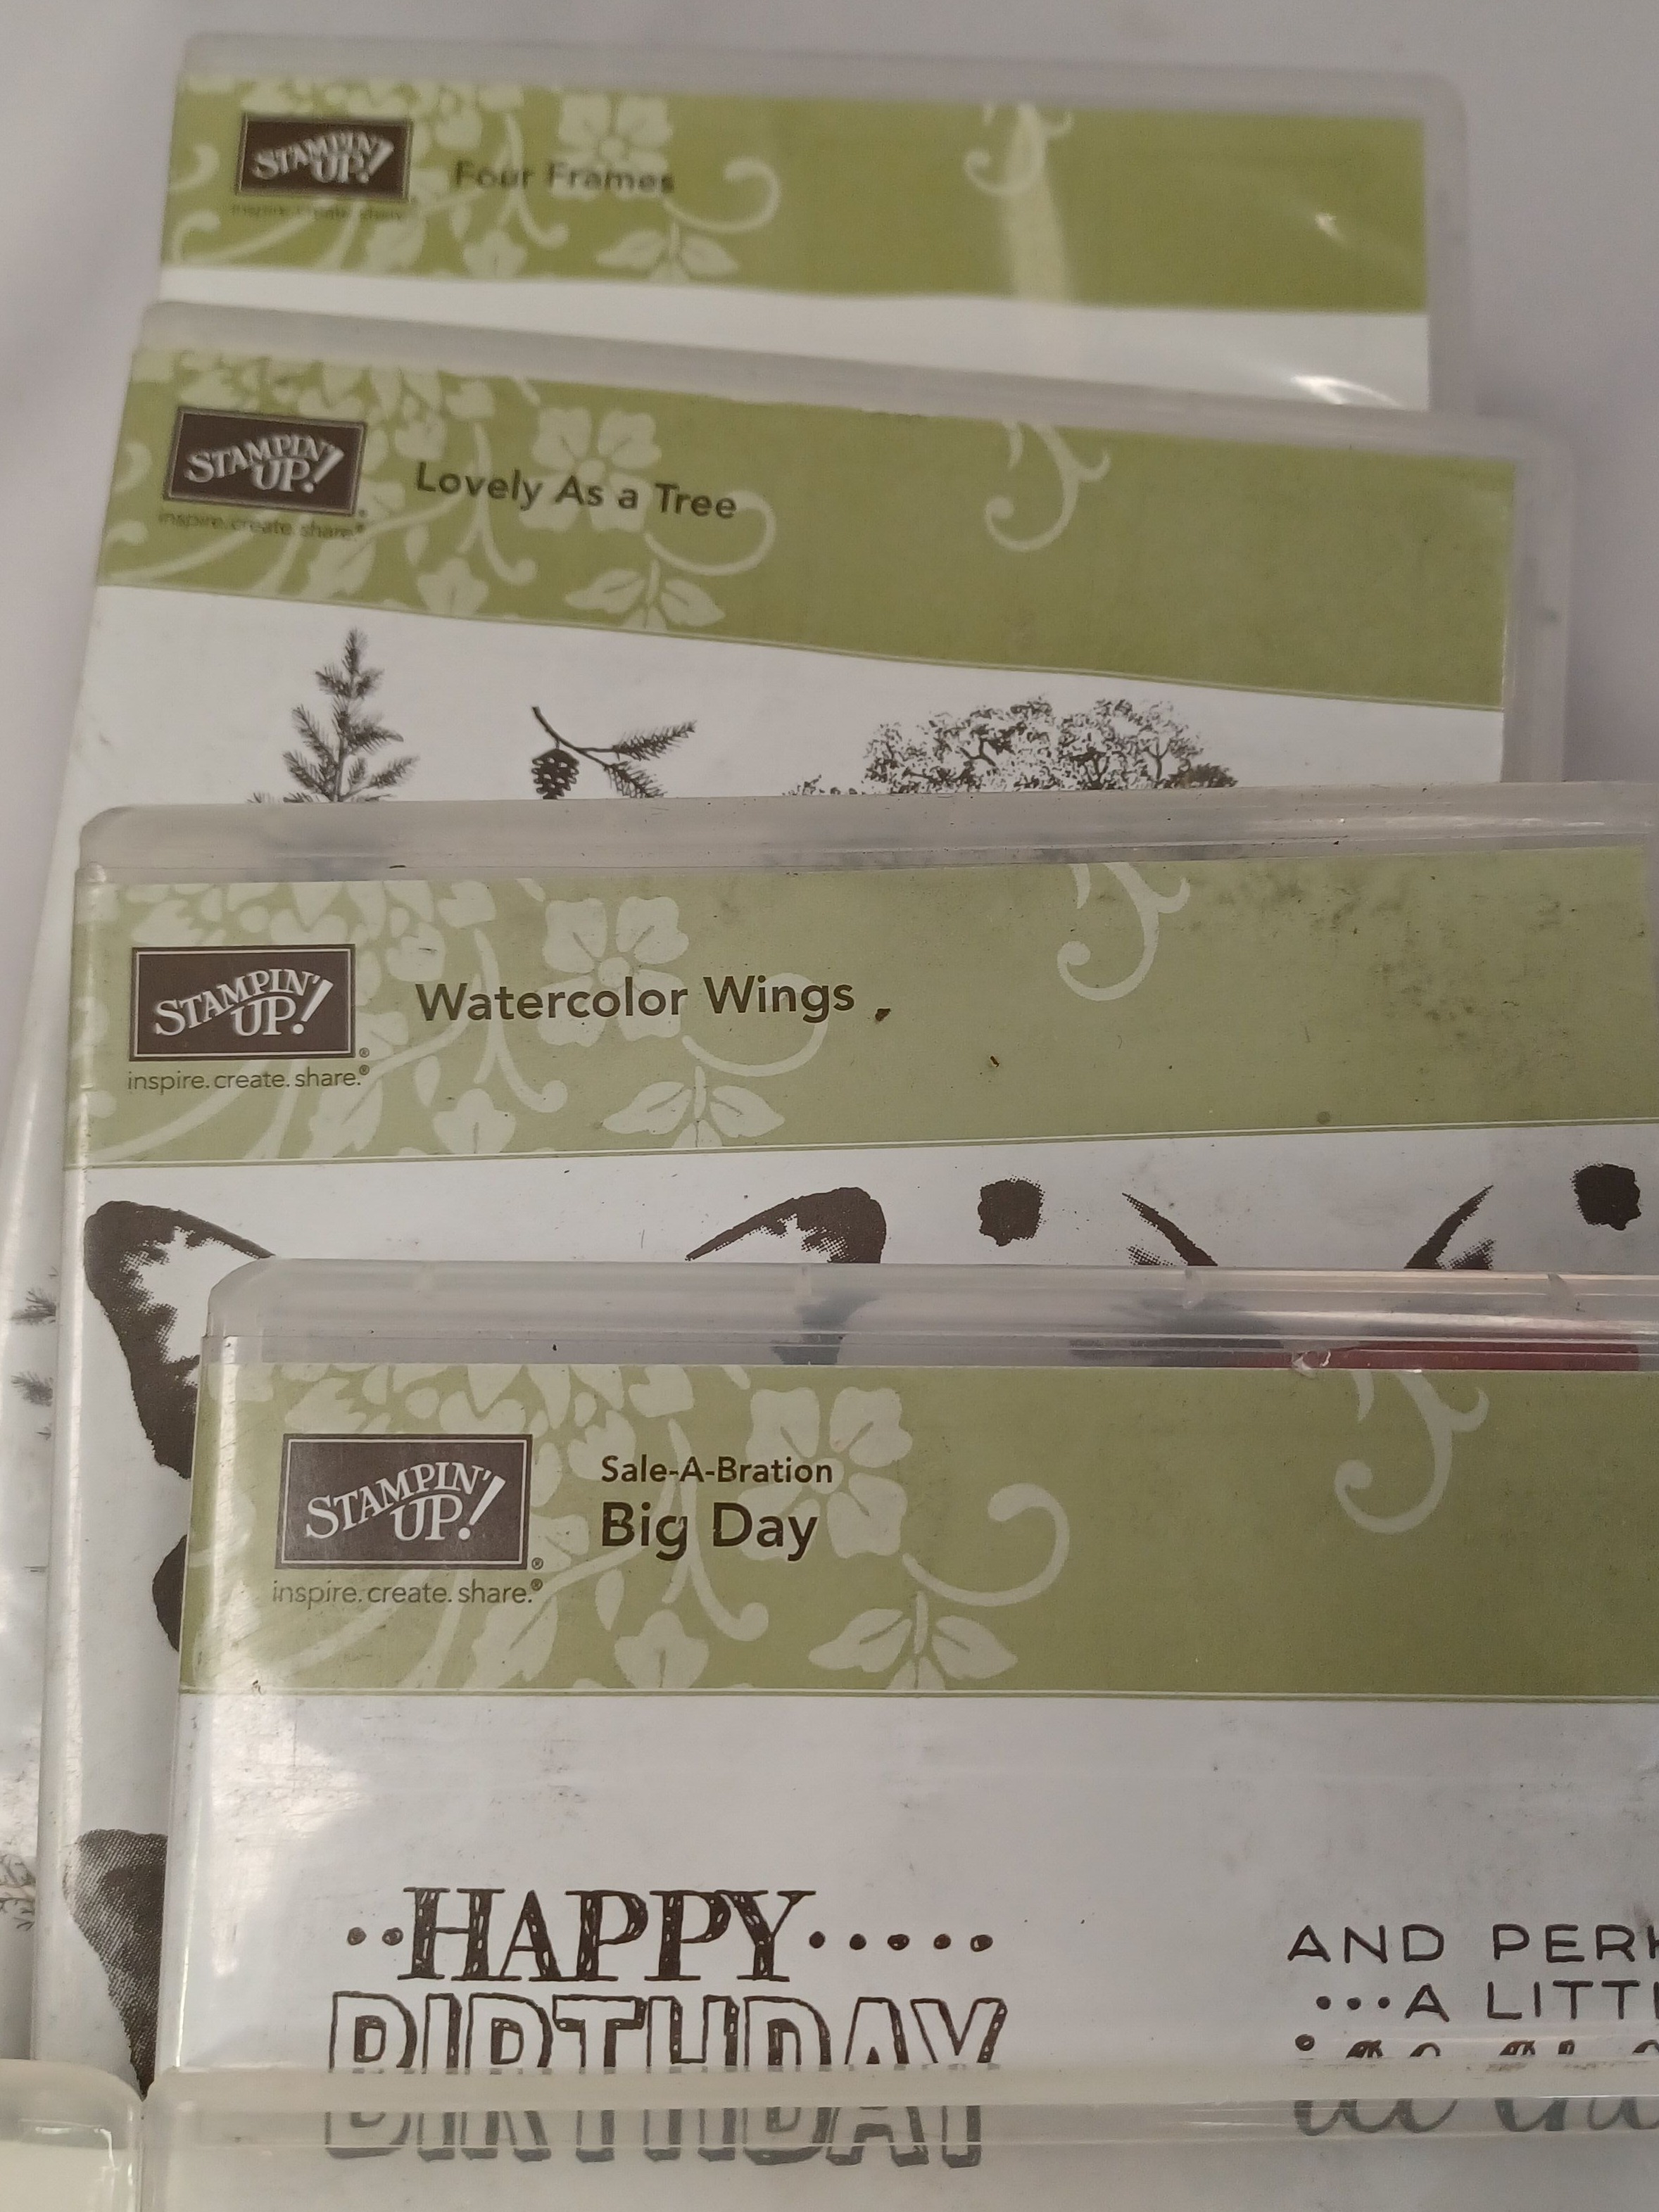 STAMPIN'
UP!
inspire.create.share.
Four Frames
STAMPIN'
UP!®
inspire.create.share.®
Lovely As a Tree
STAMPIN'
UP!®
inspire.create.share.®
Watercolor Wings
STAMPIN'
UP!®
inspire.create.share.®
Sale-A-Bration
Big Day
··HAPPY·····
BIRTHDAY
AND PERH
···A LITTL